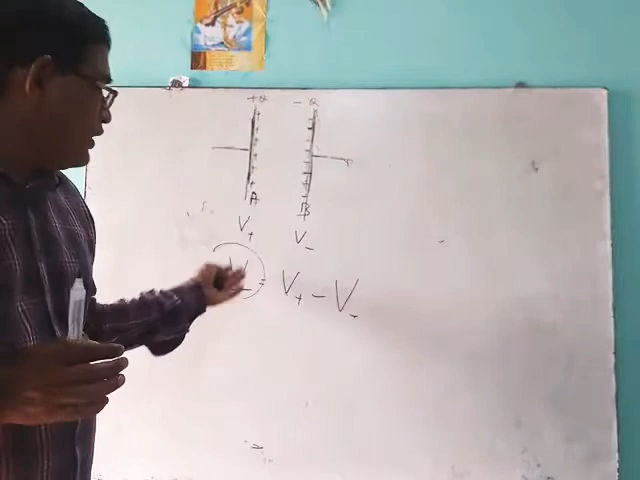 +Q - Q
A B
V+ V-
V = V+ - V-